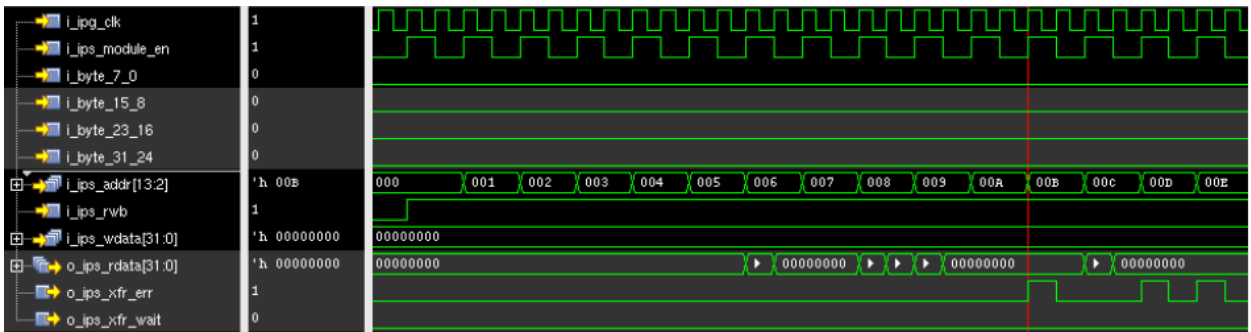 i_ipg_clk 1
i_ips_module_en 1
i_byte_7_0 0
i_byte_15_8 0
i_byte_23_16 0
i_byte_31_24 0
i_ips_addr[13:2] 'h 00B 000 001 002 003 004 005 006 007 008 009 00A 00B 00c 00D 00E
i_ips_rwb 1
i_ips_wdata[31:0] 'h 00000000 00000000
o_ips_rdata[31:0] 'h 00000000 00000000 00000000 00000000 00000000
o_ips_xfr_err 1
o_ips_xfr_wait 0